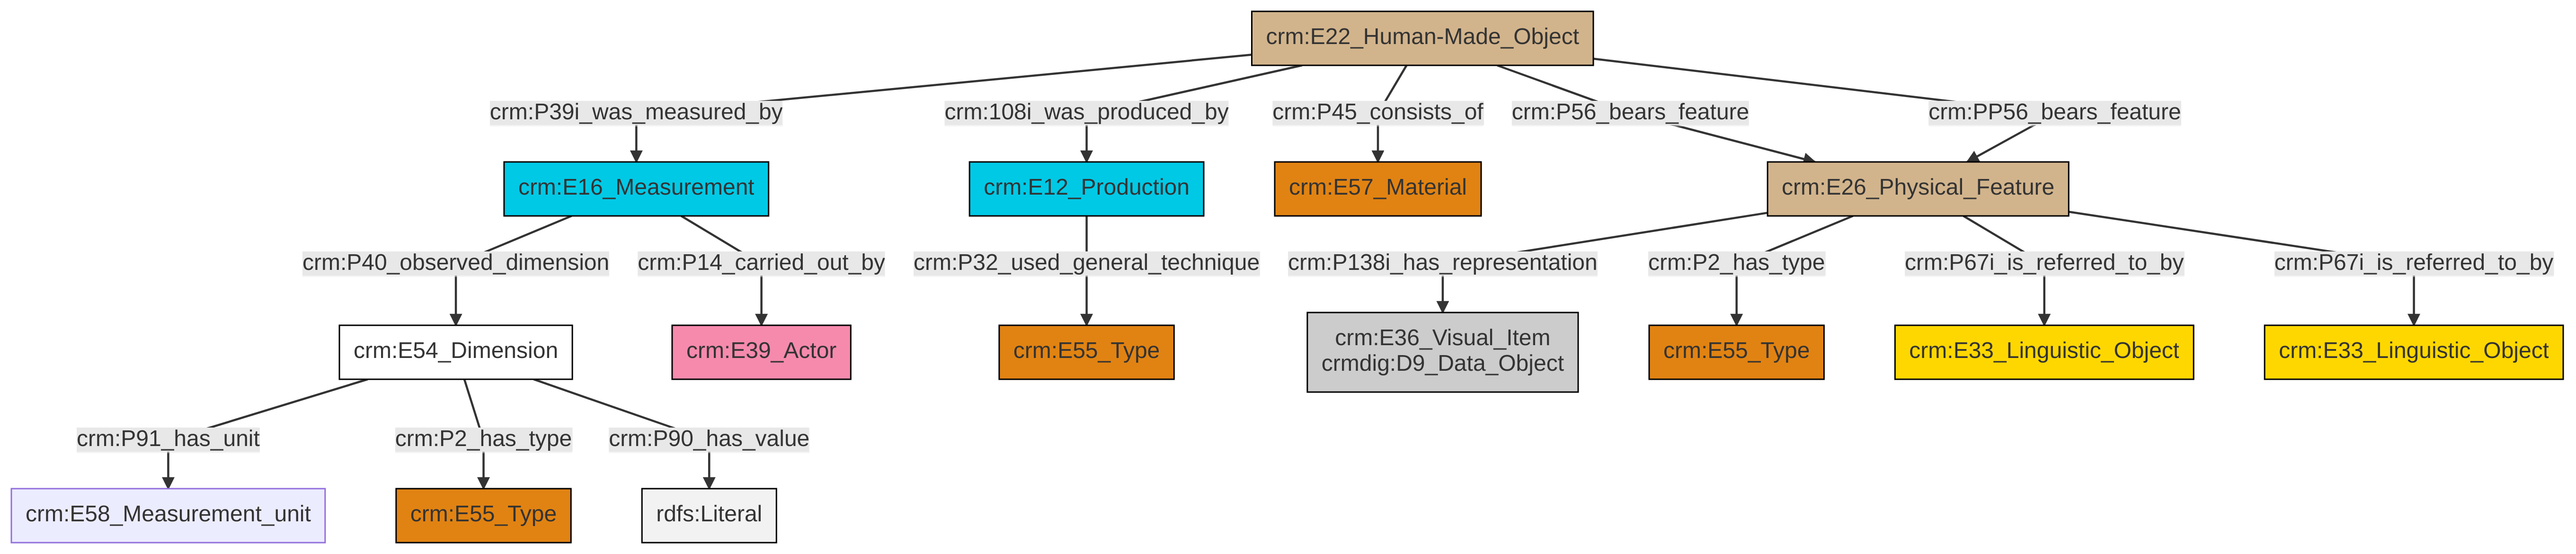 crm:E22_Human-Made_Object
crm:P39i_was_measured_by
crm:108i_was_produced_by
crm:P45_consists_of
crm:P56_bears_feature
crm:PP56_bears_feature
crm:E16_Measurement
crm:E12_Production
crm:E57_Material
crm:E26_Physical_Feature
crm:P40_observed_dimension
crm:P14_carried_out_by
crm:P32_used_general_technique
crm:P138i_has_representation
crm:P2_has_type
crm:P67i_is_referred_to_by
crm:P67i_is_referred_to_by
crm:E54_Dimension
crm:E39_Actor
crm:E55_Type
crm:E36_Visual_Item
crmdig:D9_Data_Object
crm:E55_Type
crm:E33_Linguistic_Object
crm:E33_Linguistic_Object
crm:P91_has_unit
crm:P2_has_type
crm:P90_has_value
crm:E58_Measurement_unit
crm:E55_Type
rdfs:Literal